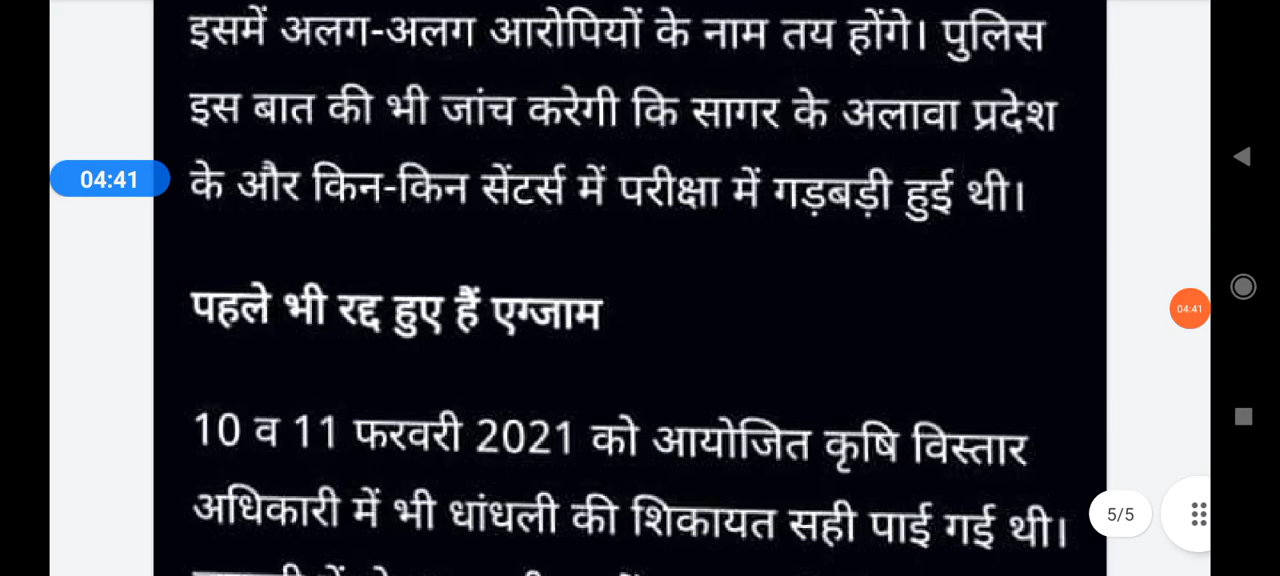 इसमें अलग-अलग आरोपियों के नाम तय होंगे। पुलिस
इस बात की भी जांच करेगी कि सागर के अलावा प्रदेश
04:41
के और किन-किन सेंटर्स में परीक्षा में गड़बड़ी हुई थी।
पहले भी रद्द हुए हैं एग्जाम
04:41
10 व 11 फरवरी 2021 को आयोजित कृषि विस्तार
अधिकारी में भी धांधली की शिकायत सही पाई गई थी।
5/5